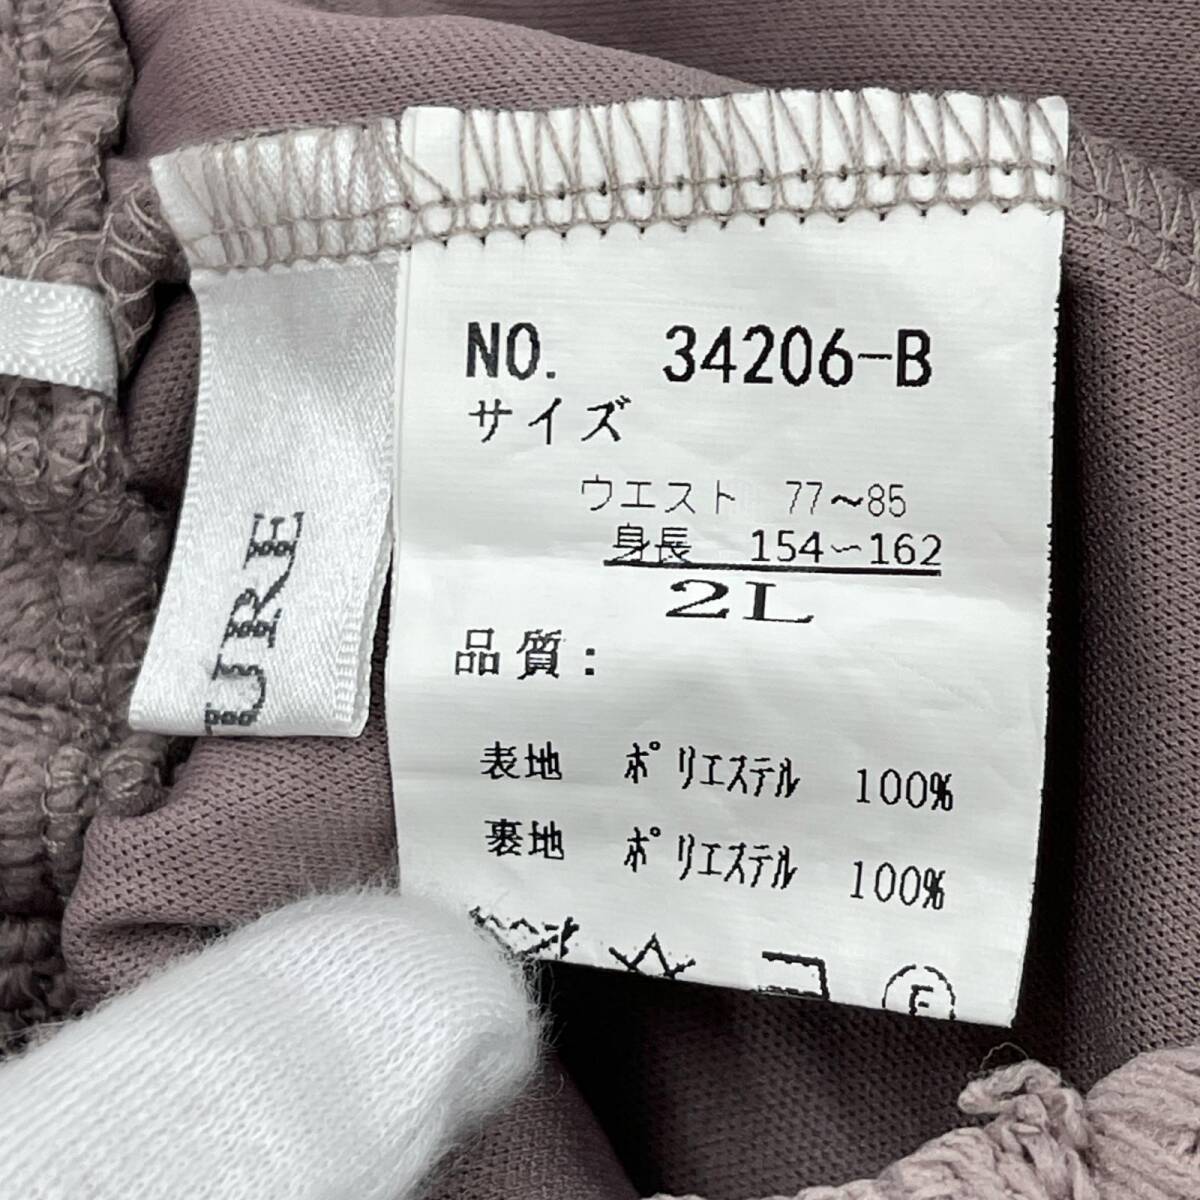 NO. 34206-B
サイズ
ウエスト 77~85
身長 154~162
2L
品質:
表地 ポリエステル 100%
裏地 ポリエステル 100%
F
URE